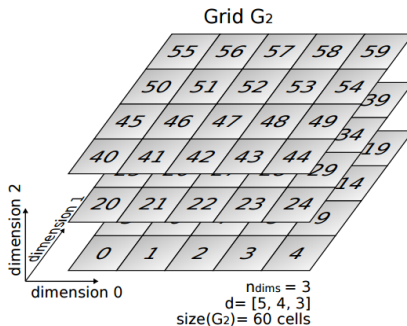 Grid G2
55 56 57 58 59
50 51 52 53 54
39
45 46 47 48 49
34
19
40 41 42 43 44
29
14
20 21 22 23 24
9
0 1 2 3 4
dimension 2
dimension 1
dimension 0
ndims = 3
d= [5, 4, 3]
size(G2)= 60 cells